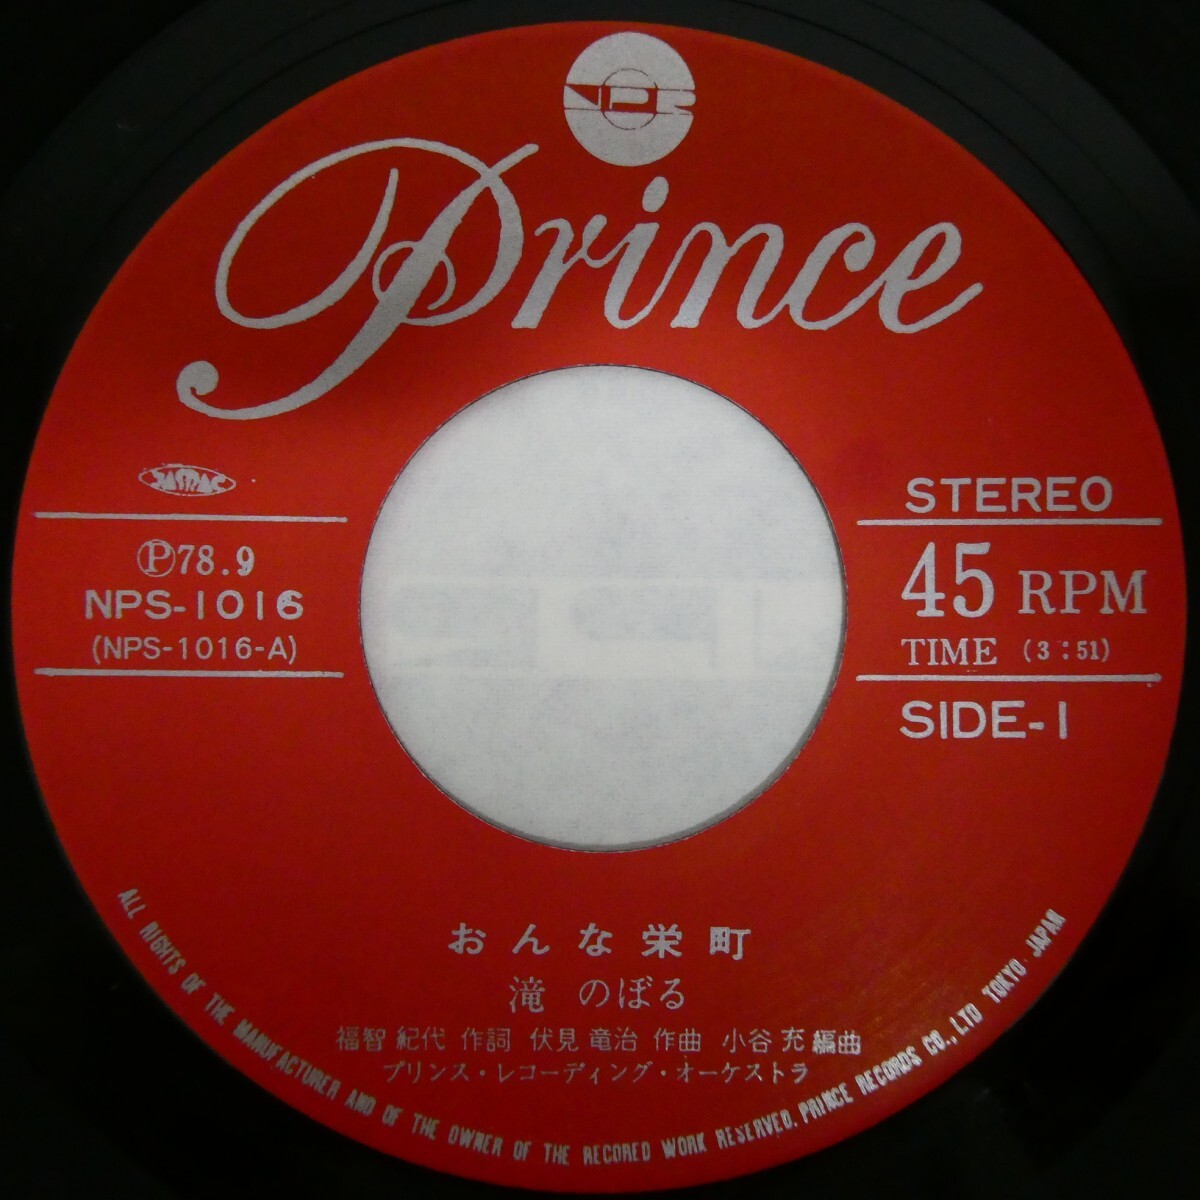 NPR
Prince
JASRAC
Ⓟ78.9
NPS-1016
(NPS-1016-A)
STEREO
45 RPM
TIME (3:51)
SIDE-1
おんな栄町
滝 のぼる
福智 紀代 作詞 伏見 竜治 作曲 小谷 充 編曲
プリンス・レコーディング・オーケストラ
ALL RIGHTS OF THE MANUFACTURER AND OF THE OWNER OF THE RECORED WORK RESERVED. PRINCE RECORDS CO., LTD TOKYO. JAPAN